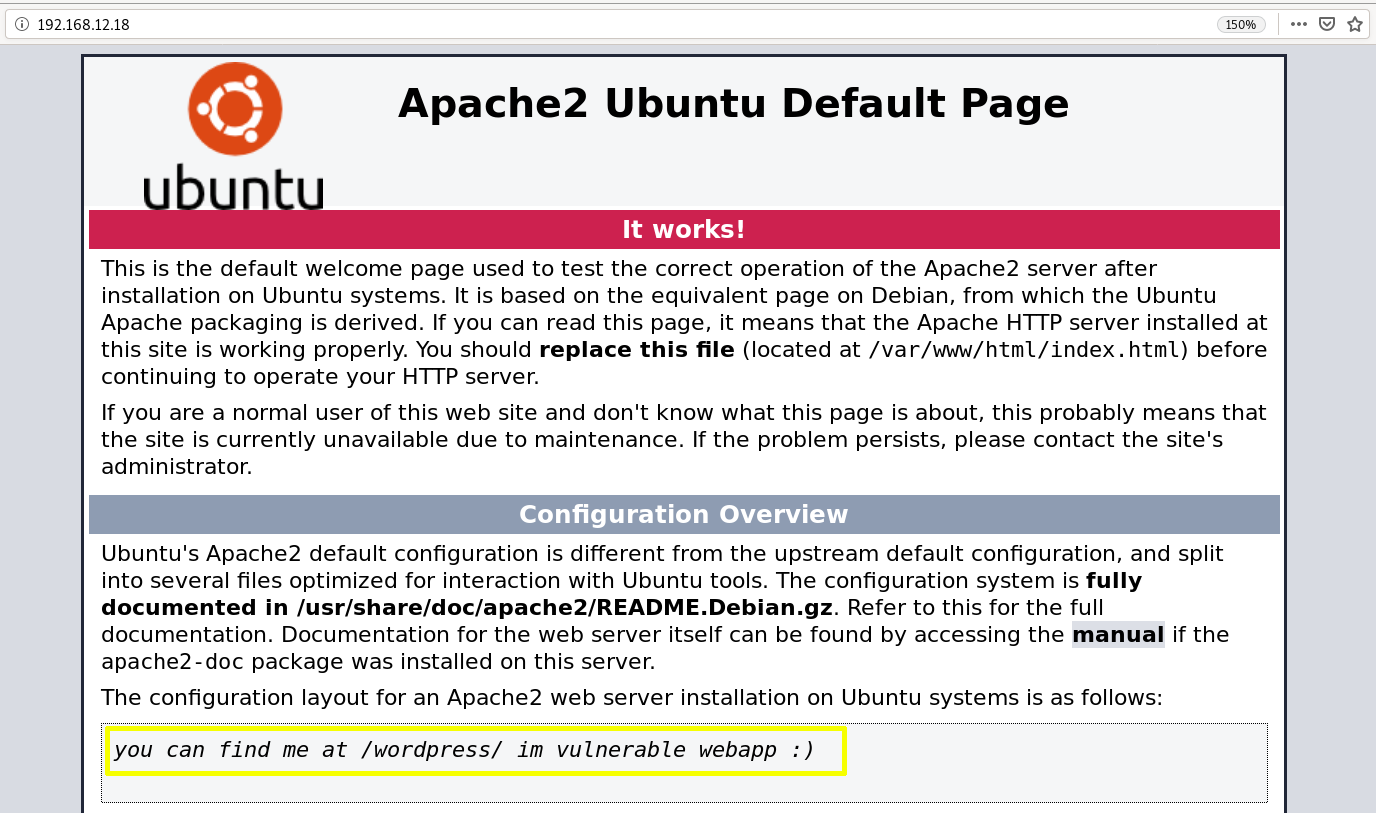 192.168.12.18
150%
Apache2 Ubuntu Default Page
ubuntu
It works!
This is the default welcome page used to test the correct operation of the Apache2 server after
installation on Ubuntu systems. It is based on the equivalent page on Debian, from which the Ubuntu
Apache packaging is derived. If you can read this page, it means that the Apache HTTP server installed at
this site is working properly. You should replace this file (located at /var/www/html/index.html) before
continuing to operate your HTTP server.
If you are a normal user of this web site and don't know what this page is about, this probably means that
the site is currently unavailable due to maintenance. If the problem persists, please contact the site's
administrator.
Configuration Overview
Ubuntu's Apache2 default configuration is different from the upstream default configuration, and split
into several files optimized for interaction with Ubuntu tools. The configuration system is fully
documented in /usr/share/doc/apache2/README.Debian.gz. Refer to this for the full
documentation. Documentation for the web server itself can be found by accessing the manual if the
apache2-doc package was installed on this server.
The configuration layout for an Apache2 web server installation on Ubuntu systems is as follows:
you can find me at /wordpress/ im vulnerable webapp :)